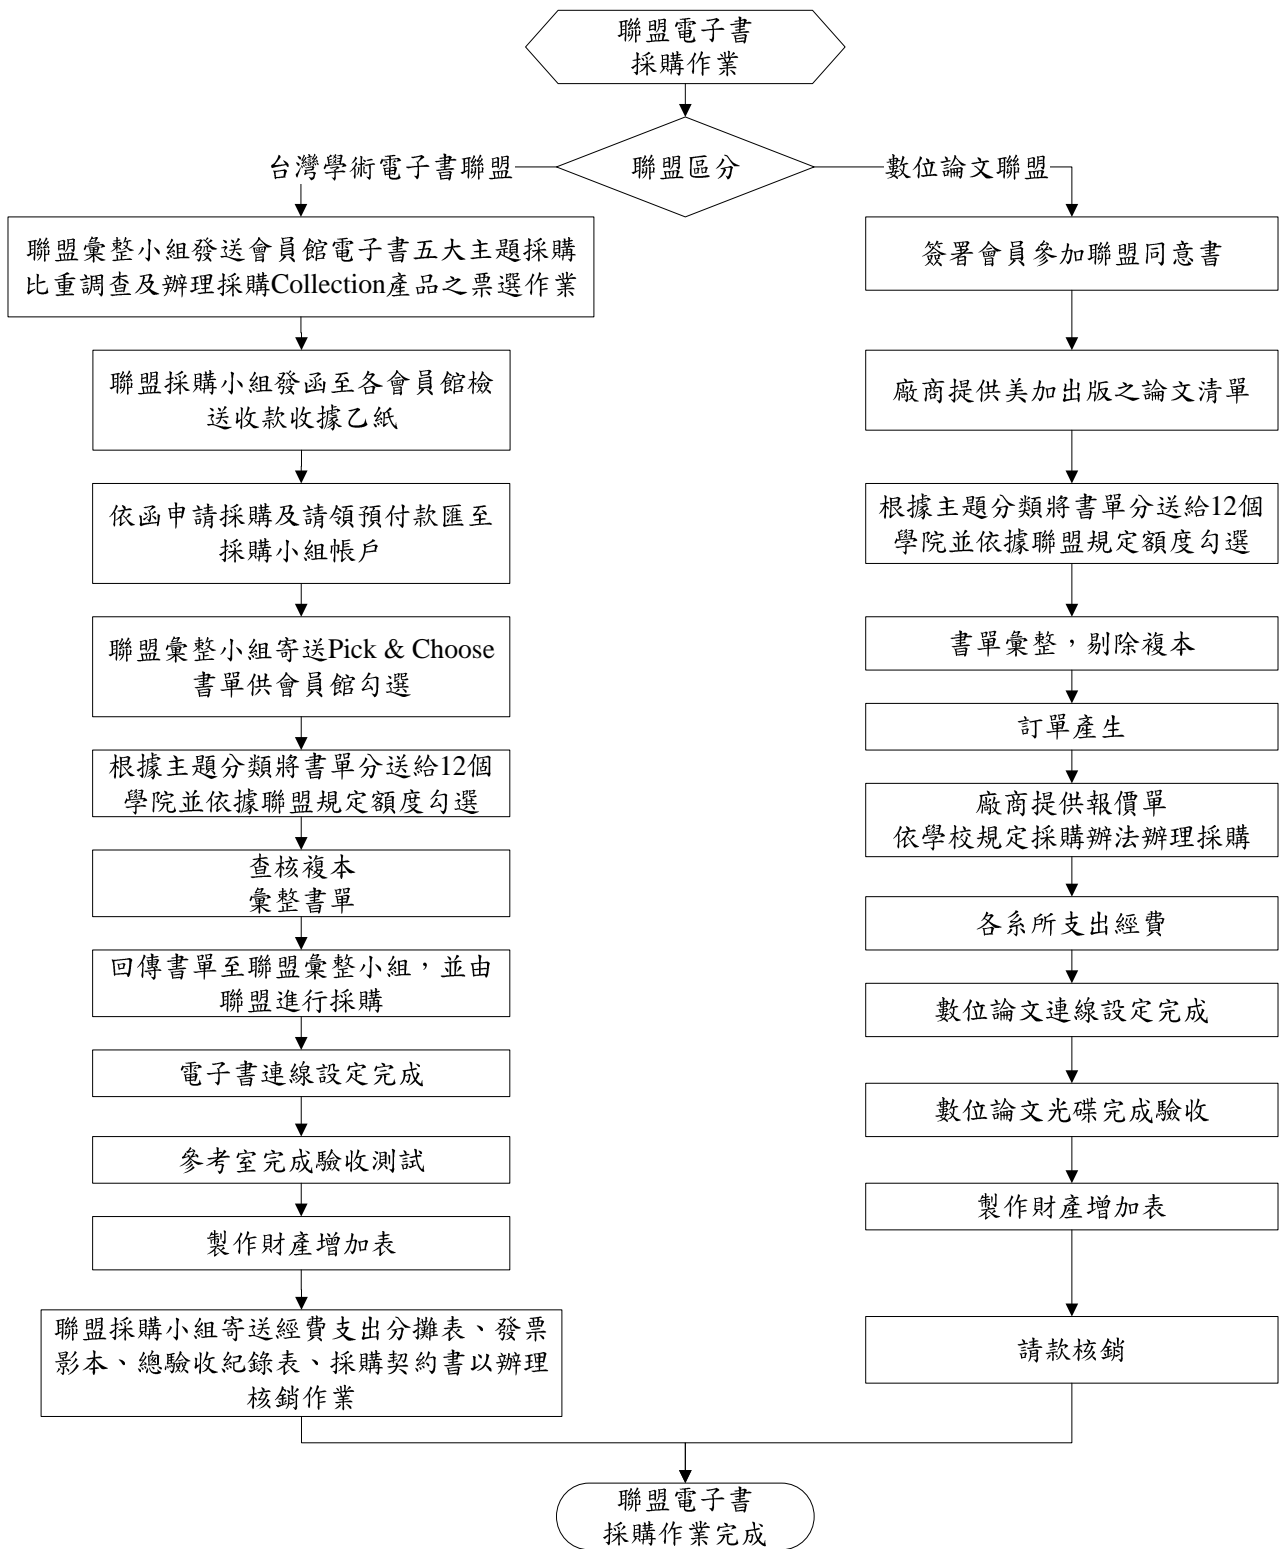 聯盟電子書
採購作業
聯盟區分
台灣學術電子書聯盟
數位論文聯盟
聯盟彙整小組發送會員館電子書五大主題採購
比重調查及辦理採購Collection產品之票選作業
聯盟採購小組發函至各會員館檢
送收款收據乙紙
依函申請採購及請領預付款匯至
採購小組帳戶
聯盟彙整小組寄送Pick & Choose
書單供會員館勾選
根據主題分類將書單分送給12個
學院並依據聯盟規定額度勾選
查核複本
彙整書單
回傳書單至聯盟彙整小組，並由
聯盟進行採購
電子書連線設定完成
參考室完成驗收測試
製作財產增加表
聯盟採購小組寄送經費支出分攤表、發票
影本、總驗收紀錄表、採購契約書以辦理
核銷作業
簽署會員參加聯盟同意書
廠商提供美加出版之論文清單
根據主題分類將書單分送給12個
學院並依據聯盟規定額度勾選
書單彙整，剔除複本
訂單產生
廠商提供報價單
依學校規定採購辦法辦理採購
各系所支出經費
數位論文連線設定完成
數位論文光碟完成驗收
製作財產增加表
請款核銷
聯盟電子書
採購作業完成